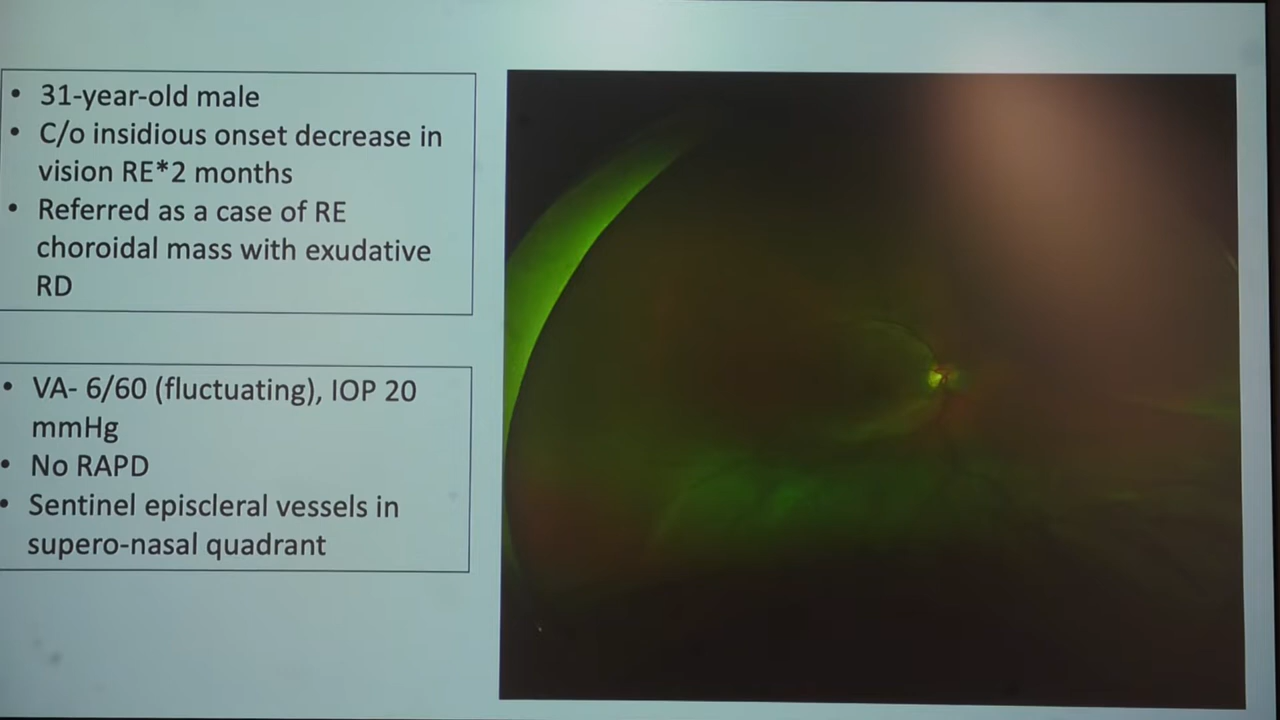 • 31-year-old male
• C/o insidious onset decrease in
vision RE*2 months
• Referred as a case of RE
choroidal mass with exudative
RD
• VA- 6/60 (fluctuating), IOP 20
mmHg
• No RAPD
• Sentinel episcleral vessels in
supero-nasal quadrant